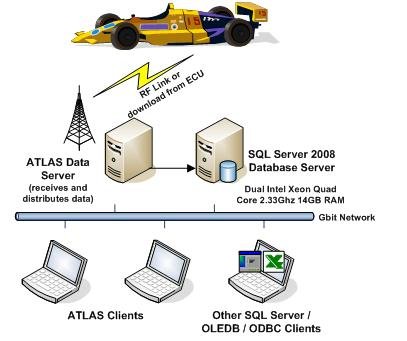 15
RF Link or
download from ECU
ATLAS Data
Server
(receives and
distributes data)
SQL Server 2008
Database Server
Dual Intel Xeon Quad
Core 2.33Ghz 14GB RAM
Gbit Network
ATLAS Clients
Other SQL Server /
OLEDB / ODBC Clients